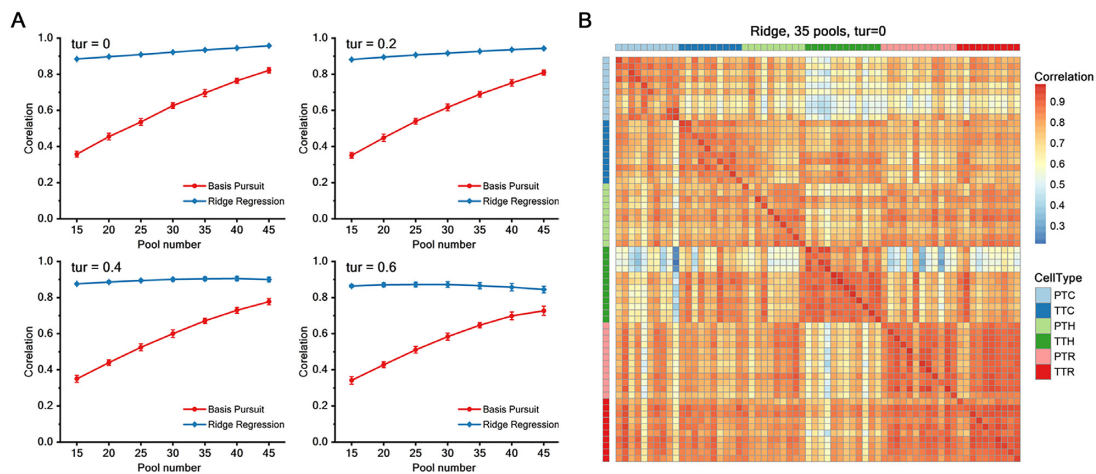 A
tur = 0
1.0
0.8
0.6
0.4
0.2
0.0
Corelation
Basis Pursuit
Ridge Regression
15 20 25 30 35 40 45
Pool number
tur = 0.2
1.0
0.8
0.6
0.4
0.2
0.0
Corelation
Basis Pursuit
Ridge Regression
15 20 25 30 35 40 45
Pool number
tur = 0.4
1.0
0.8
0.6
0.4
0.2
0.0
Corelation
Basis Pursuit
Ridge Regression
15 20 25 30 35 40 45
Pool number
tur = 0.6
1.0
0.8
0.6
0.4
0.2
0.0
Corelation
Basis Pursuit
Ridge Regression
15 20 25 30 35 40 45
Pool number
B
Ridge, 35 pools, tur=0
Correlation
0.9
0.8
0.7
0.6
0.5
0.4
0.3
CellType
PTC
TTC
PTH
TTH
PTR
TTR